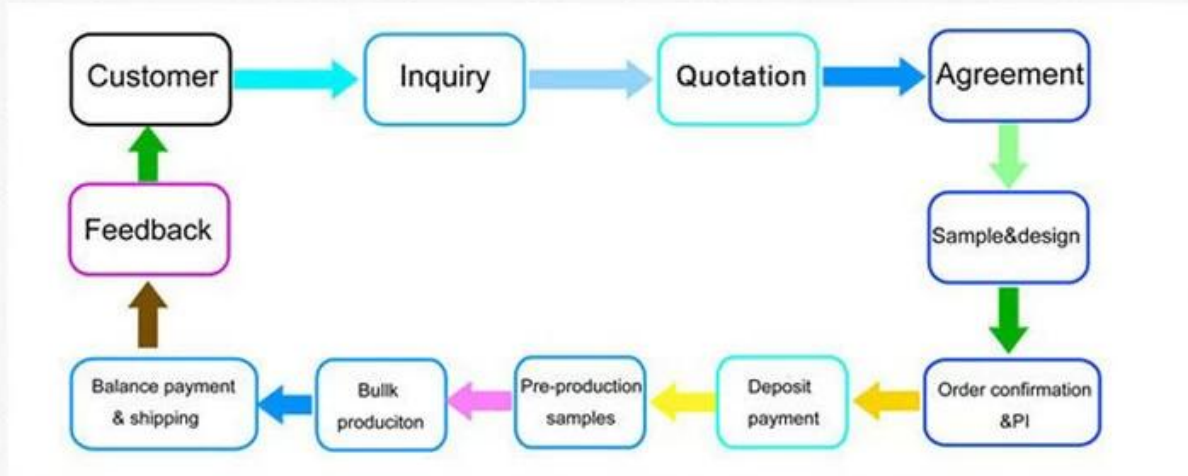 Customer
Inquiry
Quotation
Agreement
Sample&design
Order confirmation
&PI
Deposit
payment
Pre-production
samples
Bullk
produciton
Balance payment
& shipping
Feedback